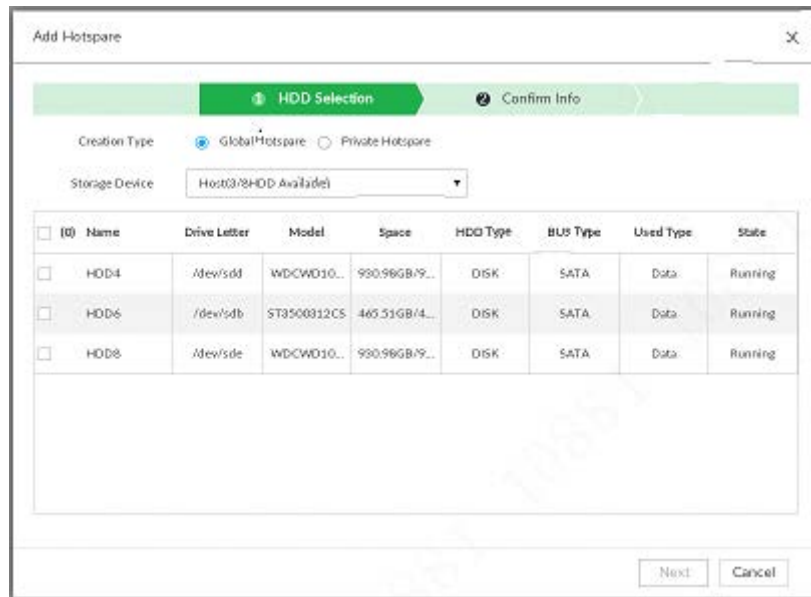 Add Hotspare
1 HDD Selection 2 Confirm Info
Creation Type Global Hotspare Private Hotspare
Storage Device Host(3/8HDD Available)
(0) Name Drive Letter Model Space HDD Type BUS Type Used Type State
HDD4 /dev/sdd WDCWD10... 930.98GB/9... DISK SATA Data Running
HDD6 /dev/sdb ST3500312CS 465.51GB/4... DISK SATA Data Running
HDD8 /dev/sde WDCWD10... 930.98GB/9... DISK SATA Data Running
Next Cancel